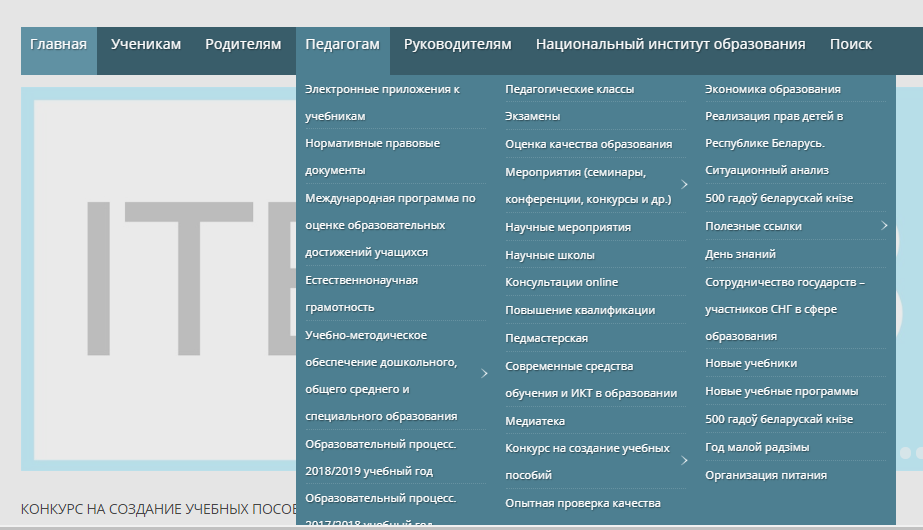 Главная Ученикам Родителям Педагогам Руководителям Национальный институт образования Поиск
Электронные приложения к
учебникам
Нормативные правовые
документы
Международная программа по
оценке образовательных
достижений учащихся
Естественнонаучная
грамотность
Учебно-методическое
обеспечение дошкольного,
общего среднего и
специального образования
Образовательный процесс.
2018/2019 учебный год
Образовательный процесс.
2017/2018 учебный год
Педагогические классы
Экзамены
Оценка качества образования
Мероприятия (семинары,
конференции, конкурсы и др.)
Научные мероприятия
Научные школы
Консультации online
Повышение квалификации
Педмастерская
Современные средства
обучения и ИКТ в образовании
Медиатека
Конкурс на создание учебных
пособий
Опытная проверка качества
Экономика образования
Реализация прав детей в
Республике Беларусь.
Ситуационный анализ
500 гадоў беларускай кнізе
Полезные ссылки
День знаний
Сотрудничество государств –
участников СНГ в сфере
образования
Новые учебники
Новые учебные программы
500 гадоў беларускай кнізе
Год малой радзімы
Организация питания
КОНКУРС НА СОЗДАНИЕ УЧЕБНЫХ